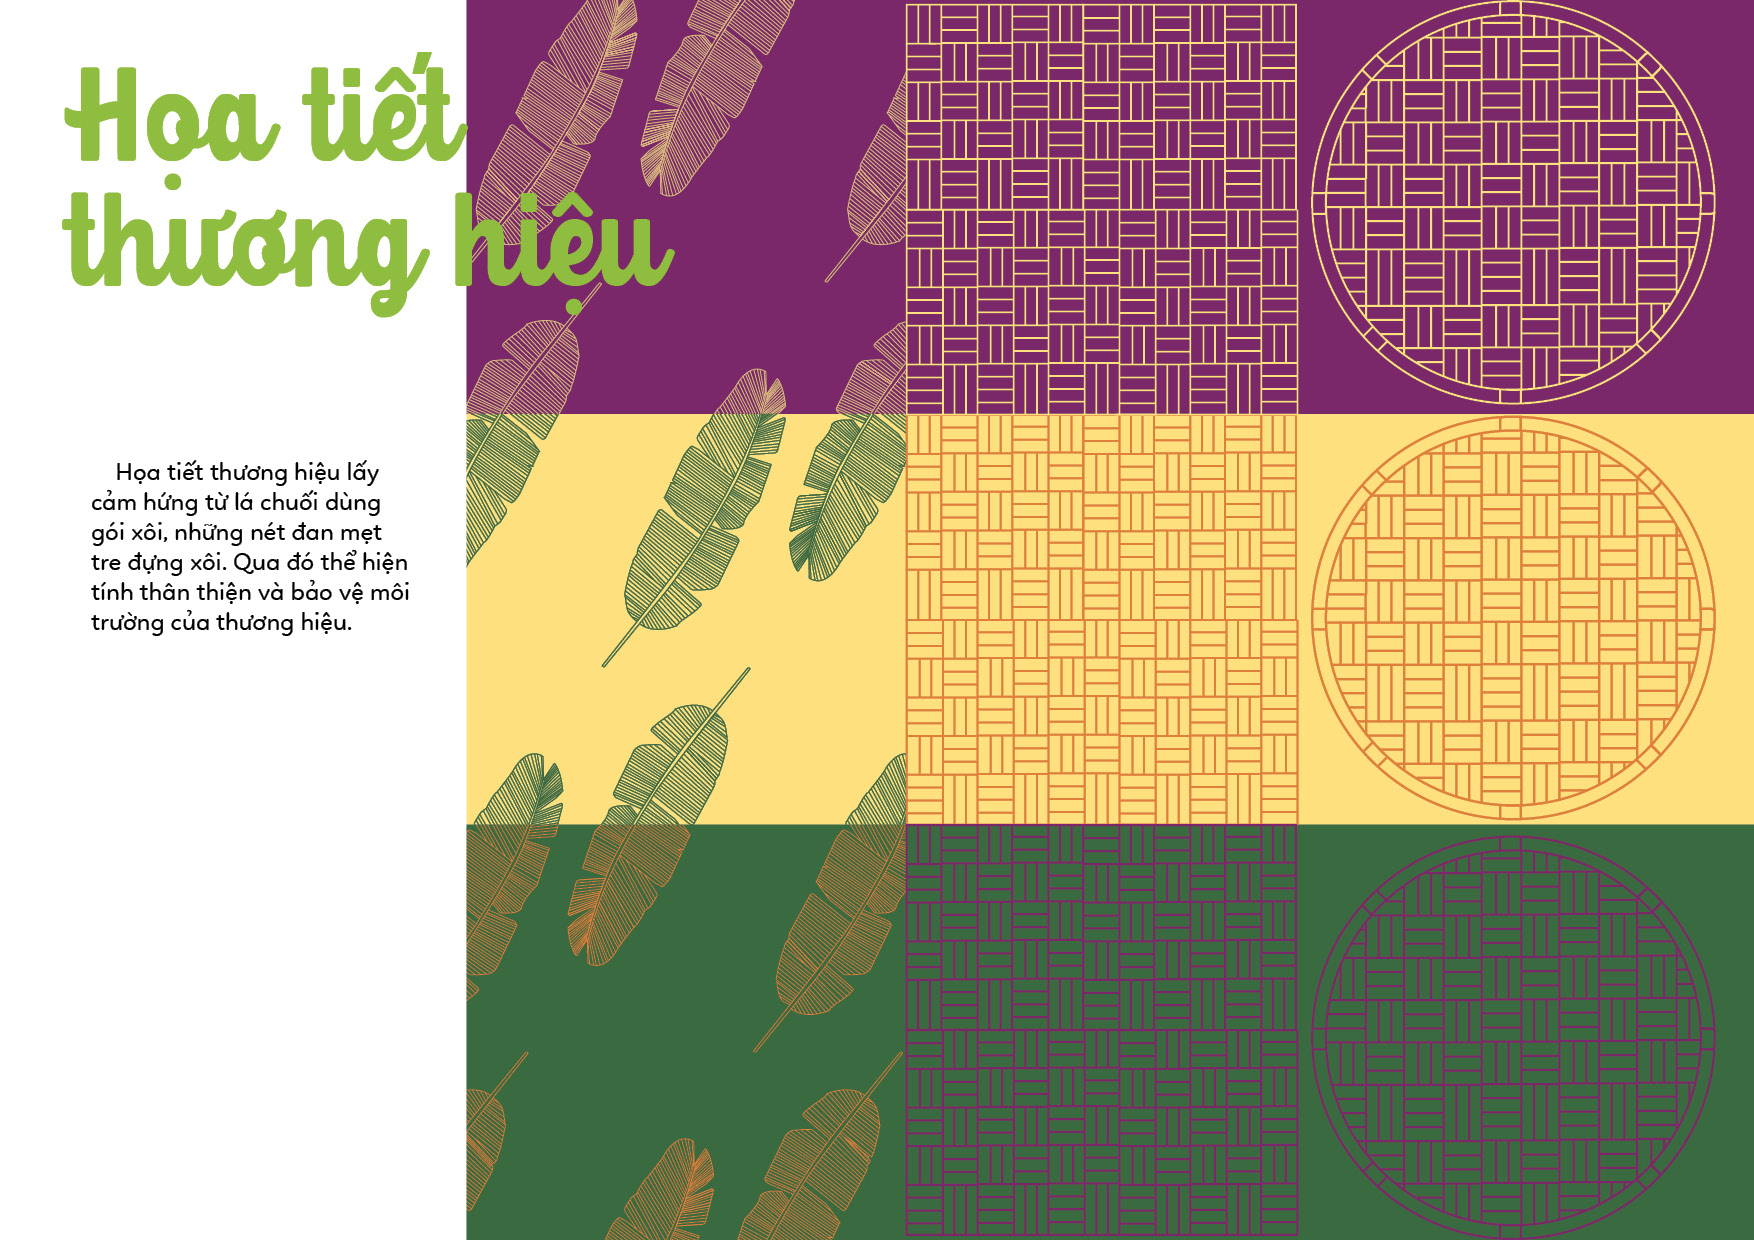 Họa tiết
thương hiệu
Họa tiết thương hiệu lấy
cảm hứng từ lá chuối dùng
gói xôi, những nét đan mẹt
tre đựng xôi. Qua đó thể hiện
tính thân thiện và bảo vệ môi
trường của thương hiệu.